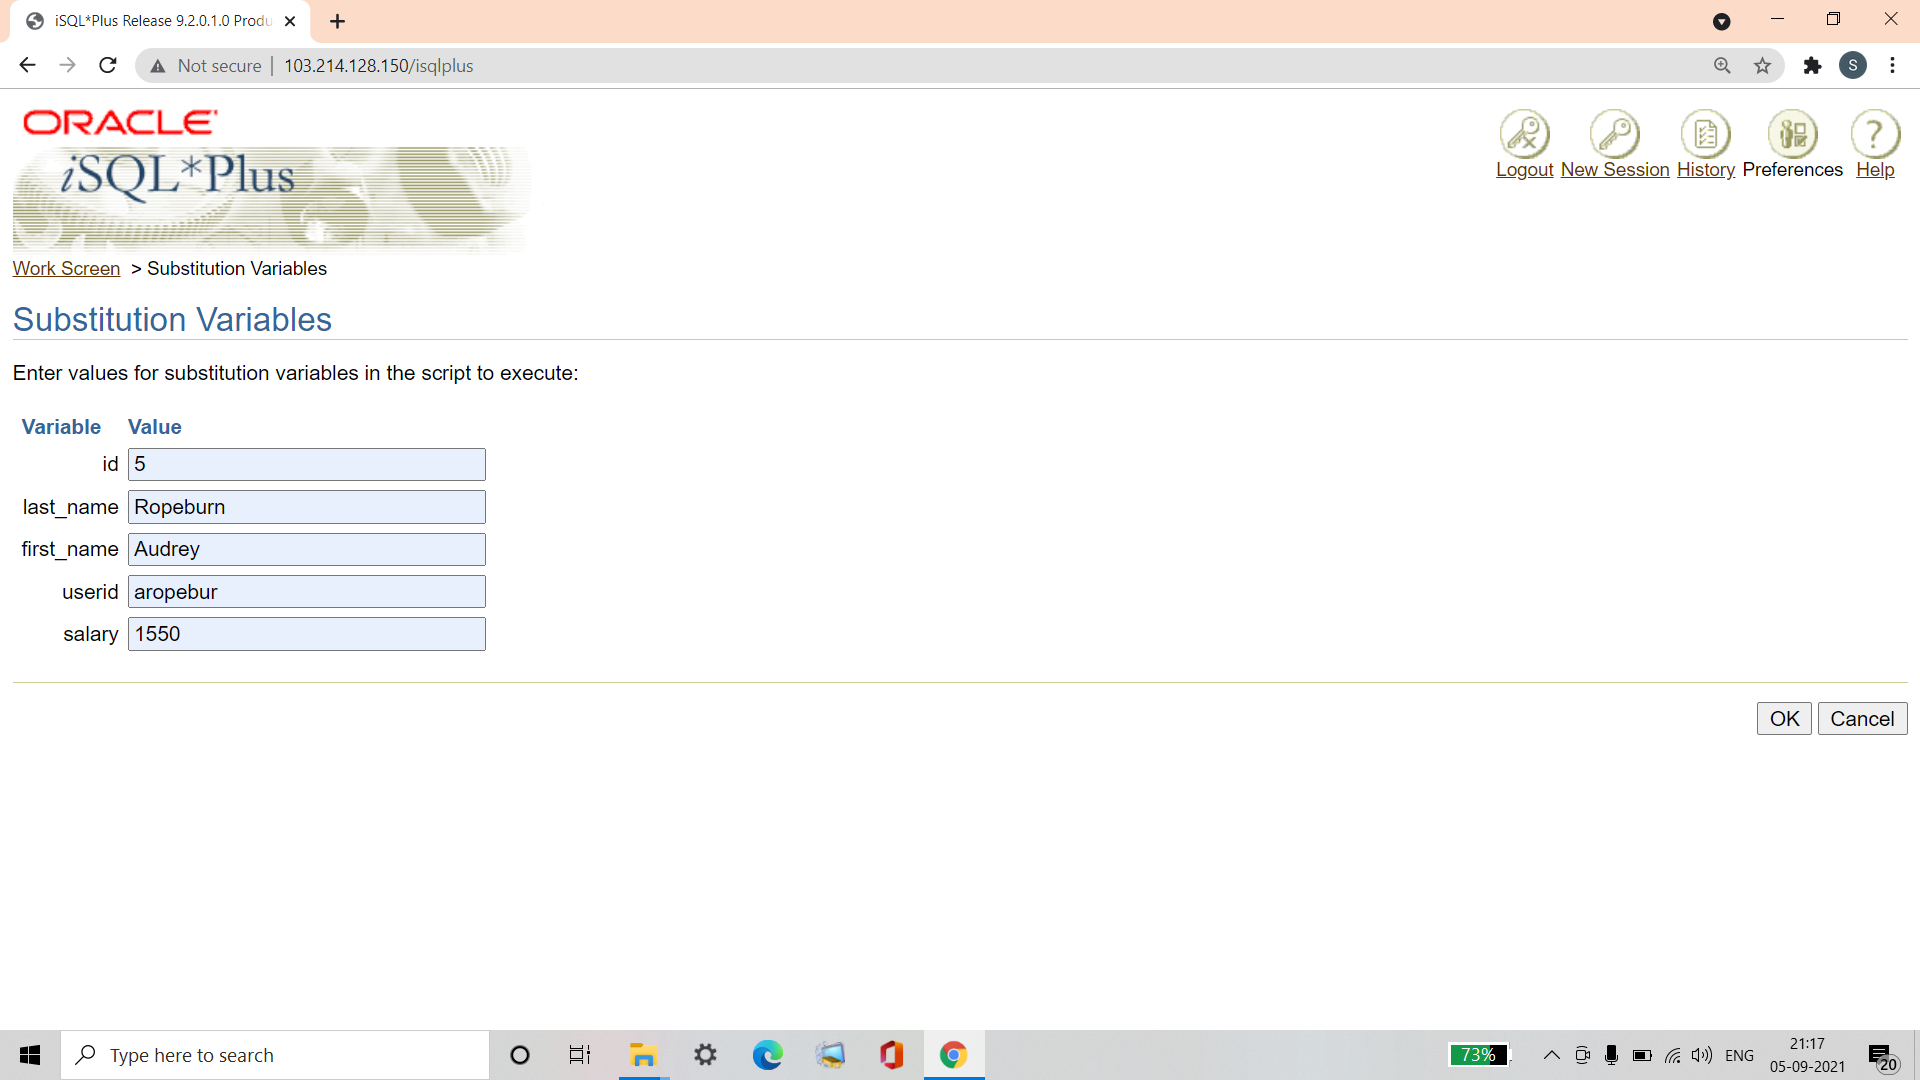 iSQL*Plus Release 9.2.0.1.0 Produ
Not secure | 103.214.128.150/isqlplus
S
ORACLE
iSQL*Plus
Logout New Session History Preferences Help
Work Screen > Substitution Variables
Substitution Variables
Enter values for substitution variables in the script to execute:
Variable Value
id 5
last_name Ropeburn
first_name Audrey
userid aropebur
salary 1550
OK Cancel
Type here to search
73%
ENG
21:17
05-09-2021
20